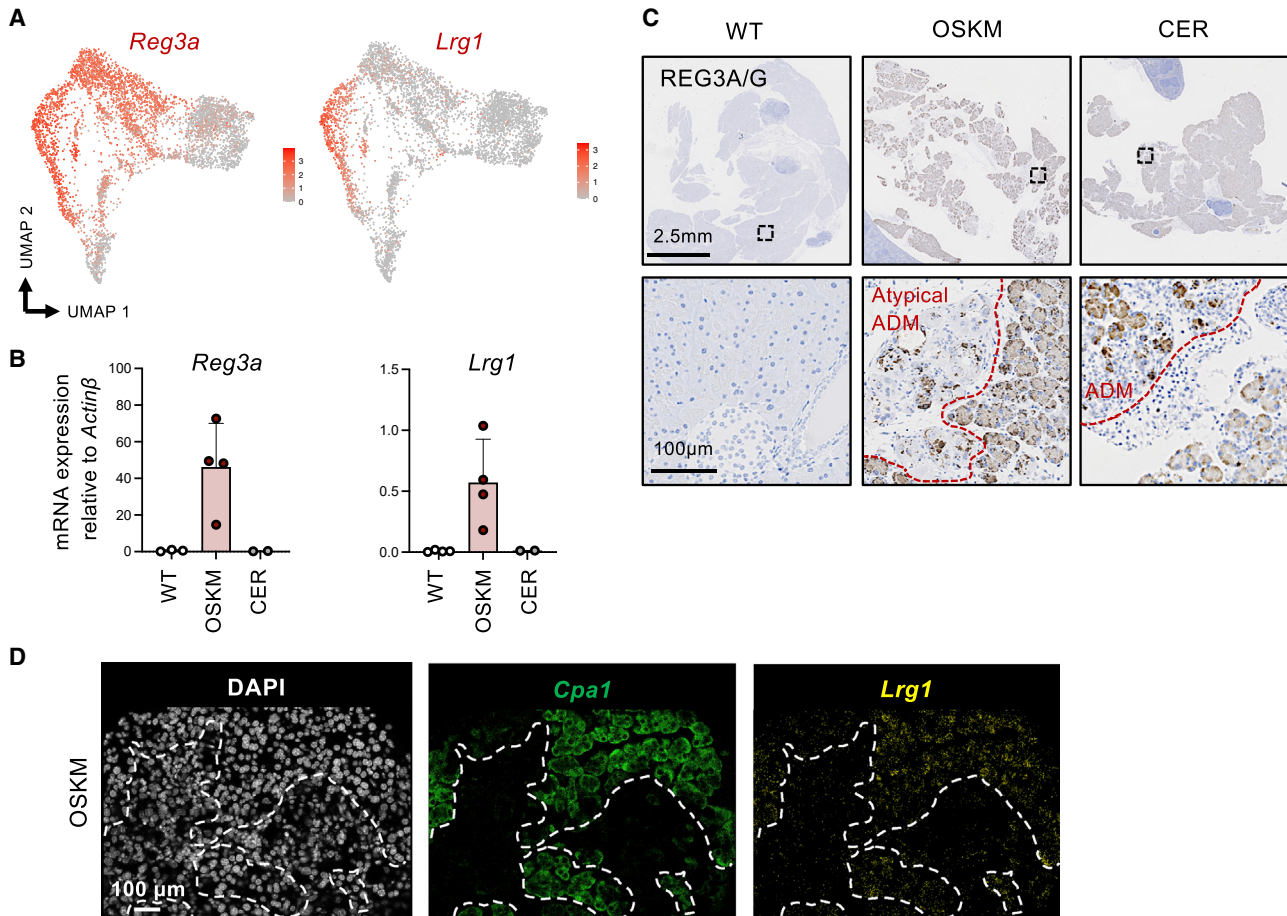 A
Reg3a
Lrg1
3
2
1
0
3
2
1
0
UMAP 2
UMAP 1
B
Reg3a
Lrg1
mRNA expression
relative to Actinβ
100
80
60
40
20
0
WT
OSKM
CER
1.5
1.0
0.5
0.0
WT
OSKM
CER
C
WT
OSKM
CER
REG3A/G
2.5mm
Atypical
ADM
ADM
100μm
D
OSKM
DAPI
Cpa1
Lrg1
100 μm